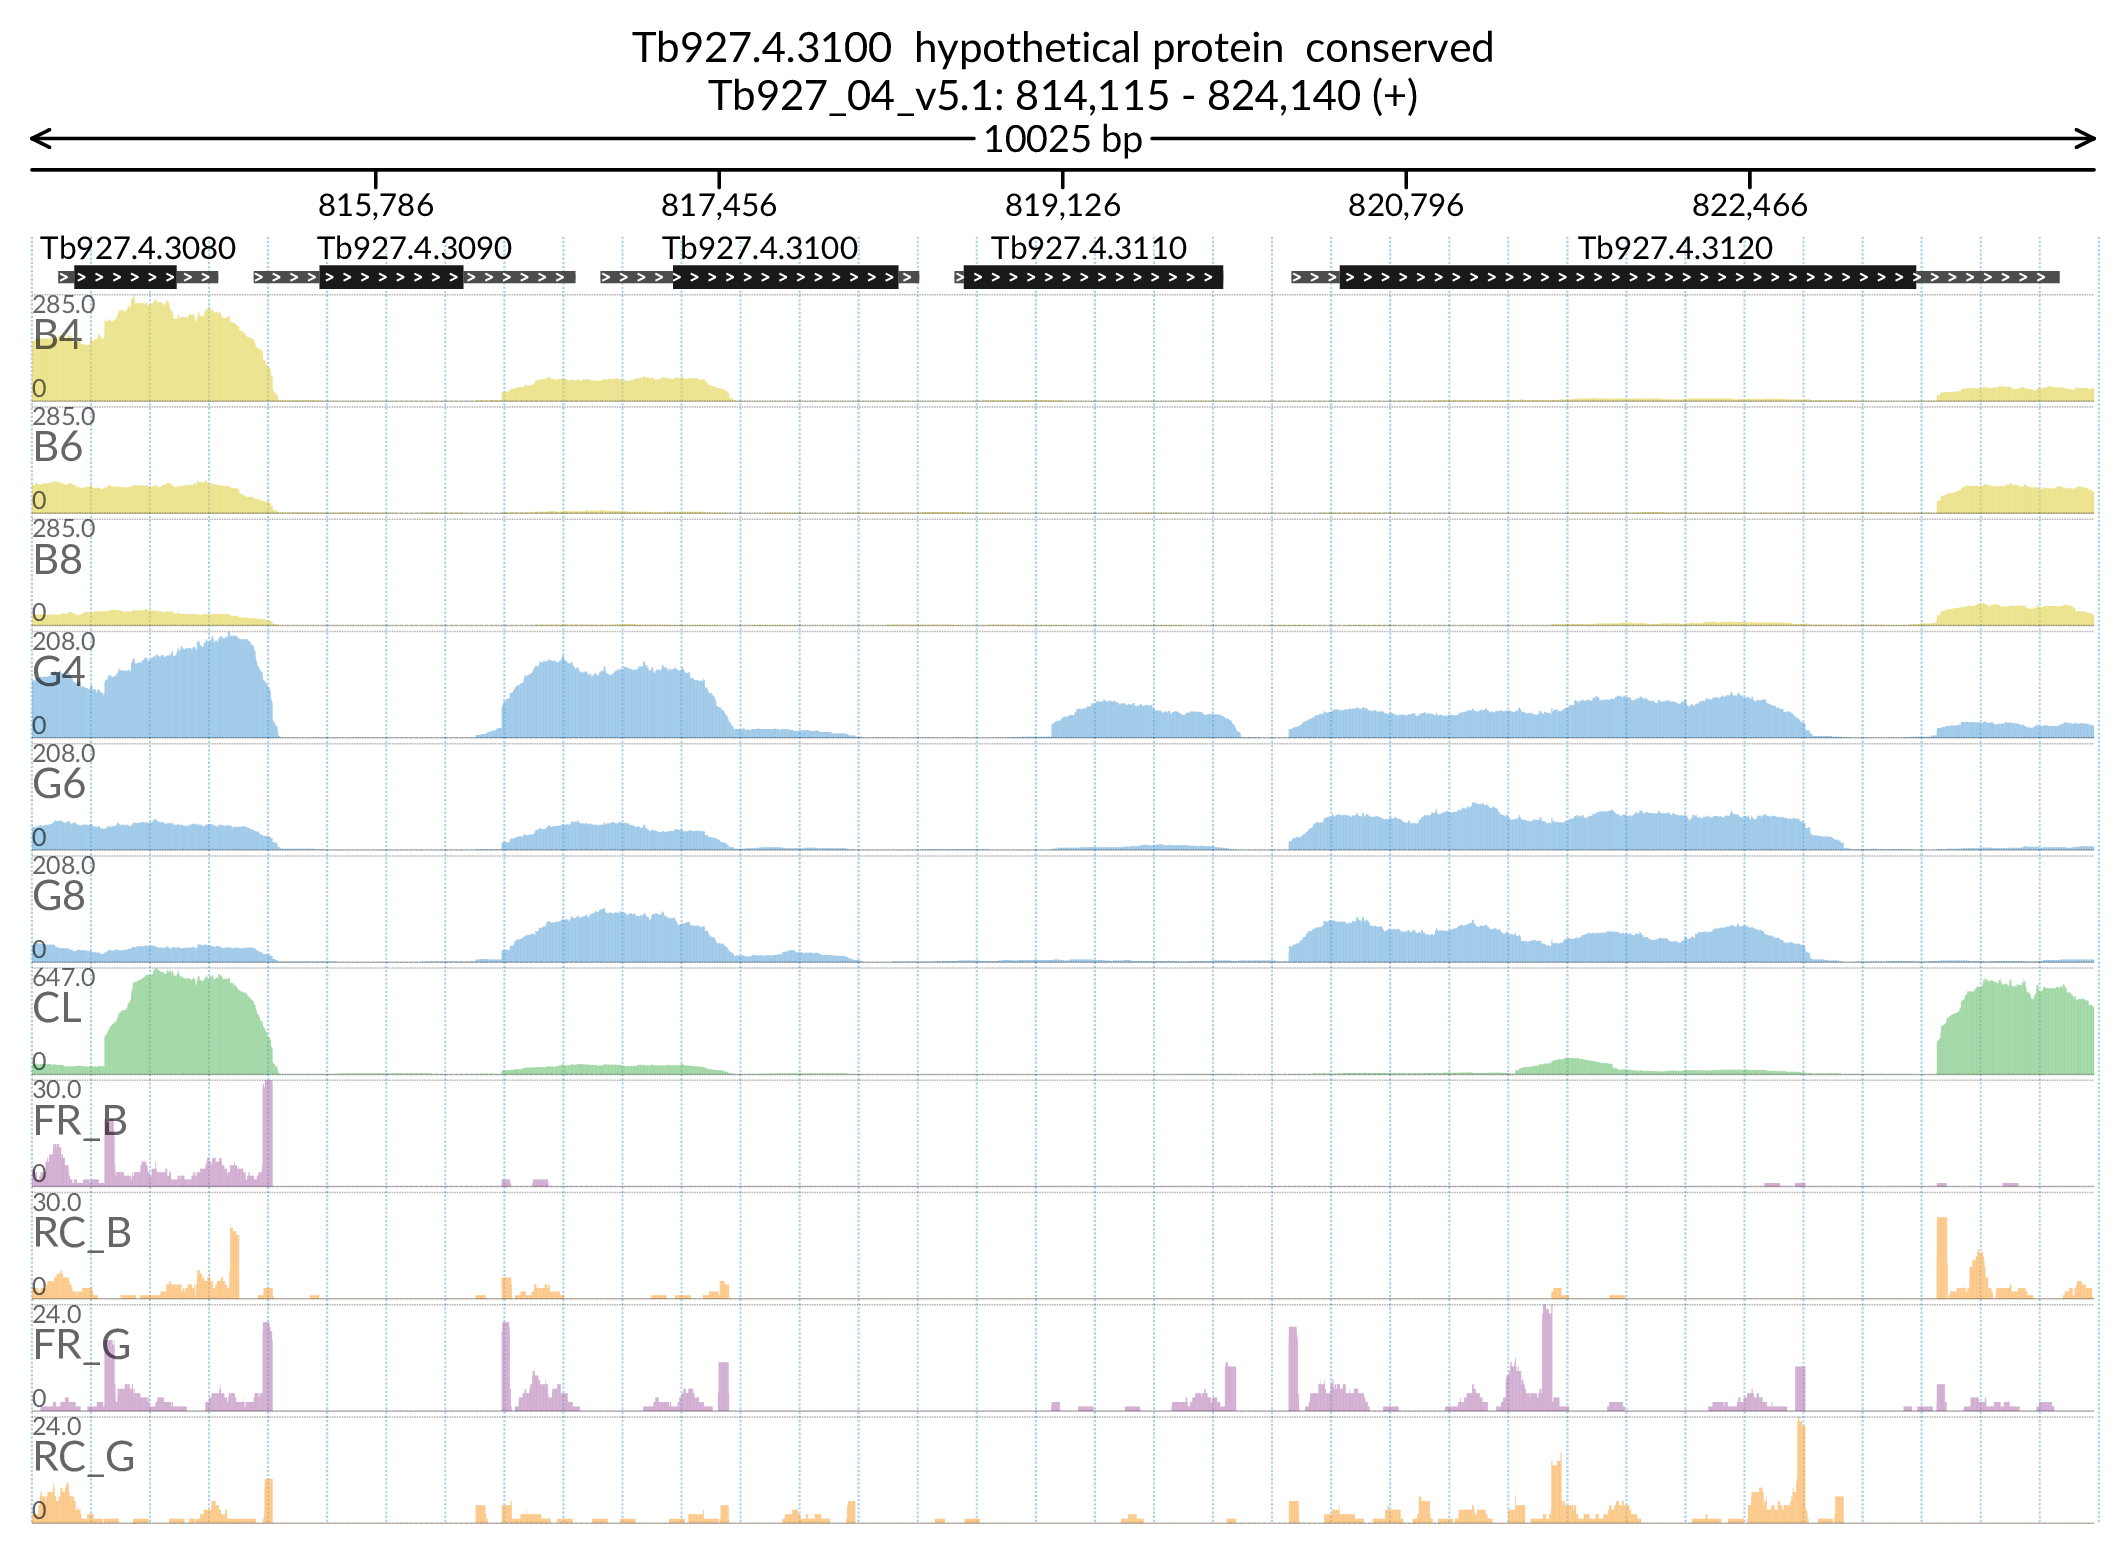 Tb927.4.3100 hypothetical protein conserved
Tb927_04_v5.1: 814,115 - 824,140 (+)
10025 bp
815,786 817,456 819,126 820,796 822,466
Tb927.4.3080 Tb927.4.3090 Tb927.4.3100 Tb927.4.3110 Tb927.4.3120
285.0
B4
0
285.0
B6
0
285.0
B8
0
208.0
G4
0
208.0
G6
0
208.0
G8
0
647.0
CL
0
30.0
FR_B
0
30.0
RC_B
0
24.0
FR_G
0
24.0
RC_G
0